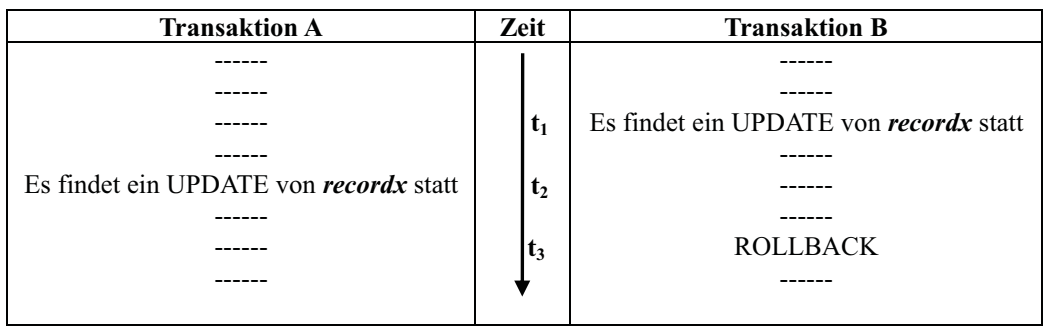 Transaktion A Zeit Transaktion B
------ ------
------ ------
------ t₁ Es findet ein UPDATE von recordx statt
------ ------
Es findet ein UPDATE von recordx statt t₂ ------
------ ------
------ t₃ ROLLBACK
------ ------